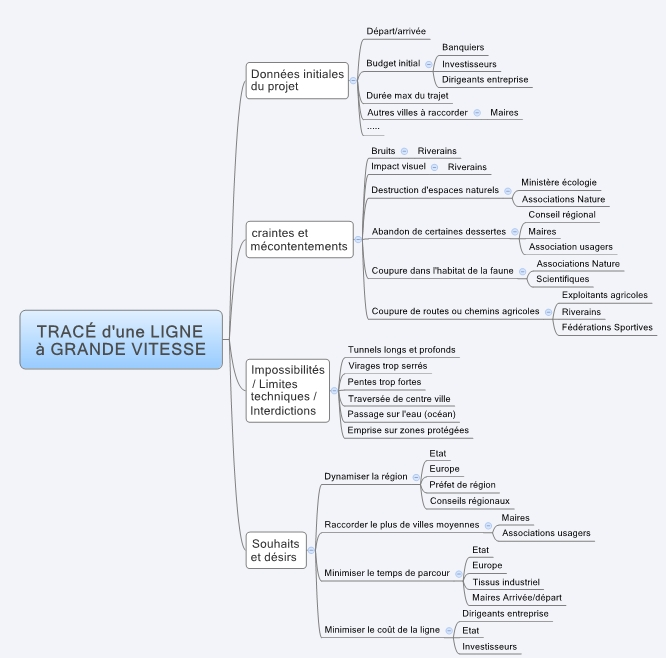 TRACÉ d'une LIGNE
à GRANDE VITESSE
Données initiales
du projet
Départ/arrivée
Budget initial
Banquiers
Investisseurs
Dirigeants entreprise
Durée max du trajet
Autres villes à raccorder
Maires
.....
craintes et
mécontentements
Bruits
Riverains
Impact visuel
Riverains
Destruction d'espaces naturels
Ministère écologie
Associations Nature
Abandon de certaines dessertes
Conseil régional
Maires
Association usagers
Coupure dans l'habitat de la faune
Associations Nature
Scientifiques
Coupure de routes ou chemins agricoles
Exploitants agricoles
Riverains
Fédérations Sportives
Impossibilités
/ Limites
techniques /
Interdictions
Tunnels longs et profonds
Virages trop serrés
Pentes trop fortes
Traversée de centre ville
Passage sur l'eau (océan)
Emprise sur zones protégées
Souhaits
et désirs
Dynamiser la région
Etat
Europe
Préfet de région
Conseils régionaux
Raccorder le plus de villes moyennes
Maires
Associations usagers
Minimiser le temps de parcour
Etat
Europe
Tissus industriel
Maires Arrivée/départ
Minimiser le coût de la ligne
Dirigeants entreprise
Etat
Investisseurs